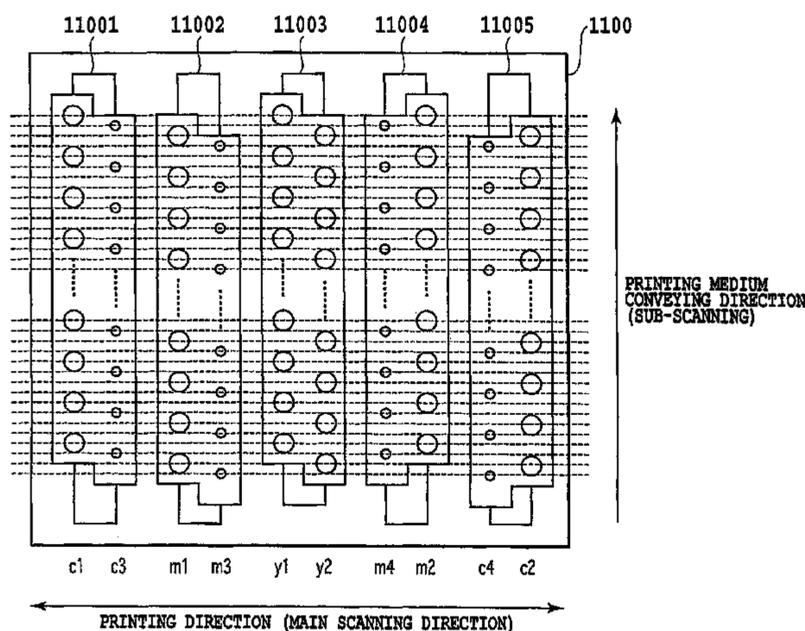 11001 11002 11003 11004 11005 1100
PRINTING MEDIUM
CONVEYING DIRECTION
(SUB-SCANNING)
c1 c3 m1 m3 y1 y2 m4 m2 c4 c2
PRINTING DIRECTION (MAIN SCANNING DIRECTION)